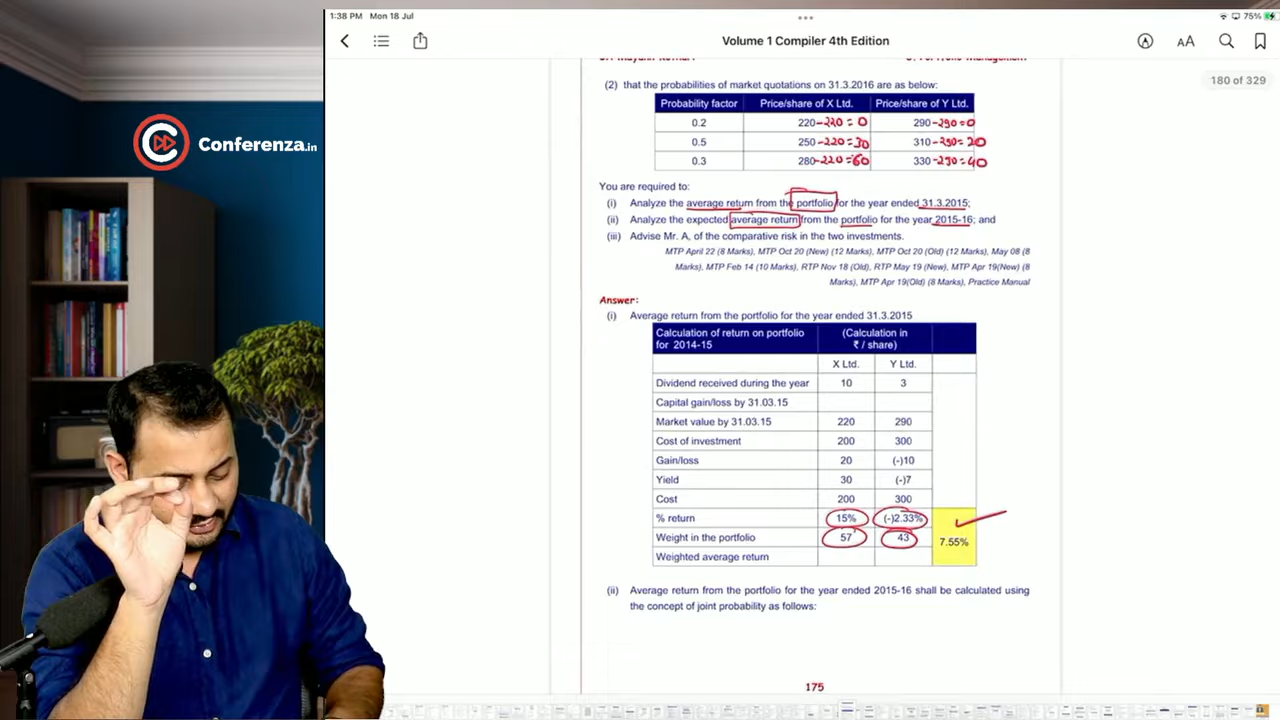 1:38 PM Mon 18 Jul
75%
Volume 1 Compiler 4th Edition
AA
180 of 329
Conferenza.in
(2) that the probabilities of market quotations on 31.3.2016 are as below:
Probability factor Price/share of X Ltd. Price/share of Y Ltd.
0.2 220-220 = 0 290-290=0
0.5 250-220=30 310-290=20
0.3 280-220=60 330-290=40
You are required to:
(i) Analyze the average return from the portfolio for the year ended 31.3.2015;
(ii) Analyze the expected average return from the portfolio for the year 2015-16; and
(iii) Advise Mr. A, of the comparative risk in the two investments.
MTP April 22 (8 Marks), MTP Oct 20 (New) (12 Marks), MTP Oct 20 (Old) (12 Marks), May 08 (8
Marks), MTP Feb 14 (10 Marks), RTP Nov 18 (Old), RTP May 19 (New), MTP Apr 19(New) (8
Marks), MTP Apr 19(Old) (8 Marks), Practice Manual
Answer:
(i) Average return from the portfolio for the year ended 31.3.2015
Calculation of return on portfolio (Calculation in
for 2014-15 ₹ / share)
X Ltd. Y Ltd.
Dividend received during the year 10 3
Capital gain/loss by 31.03.15
Market value by 31.03.15 220 290
Cost of investment 200 300
Gain/loss 20 (-)10
Yield 30 (-)7
Cost 200 300
% return 15% (-)2.33%
Weight in the portfolio 57 43 7.55%
Weighted average return
(ii) Average return from the portfolio for the year ended 2015-16 shall be calculated using
the concept of joint probability as follows:
175